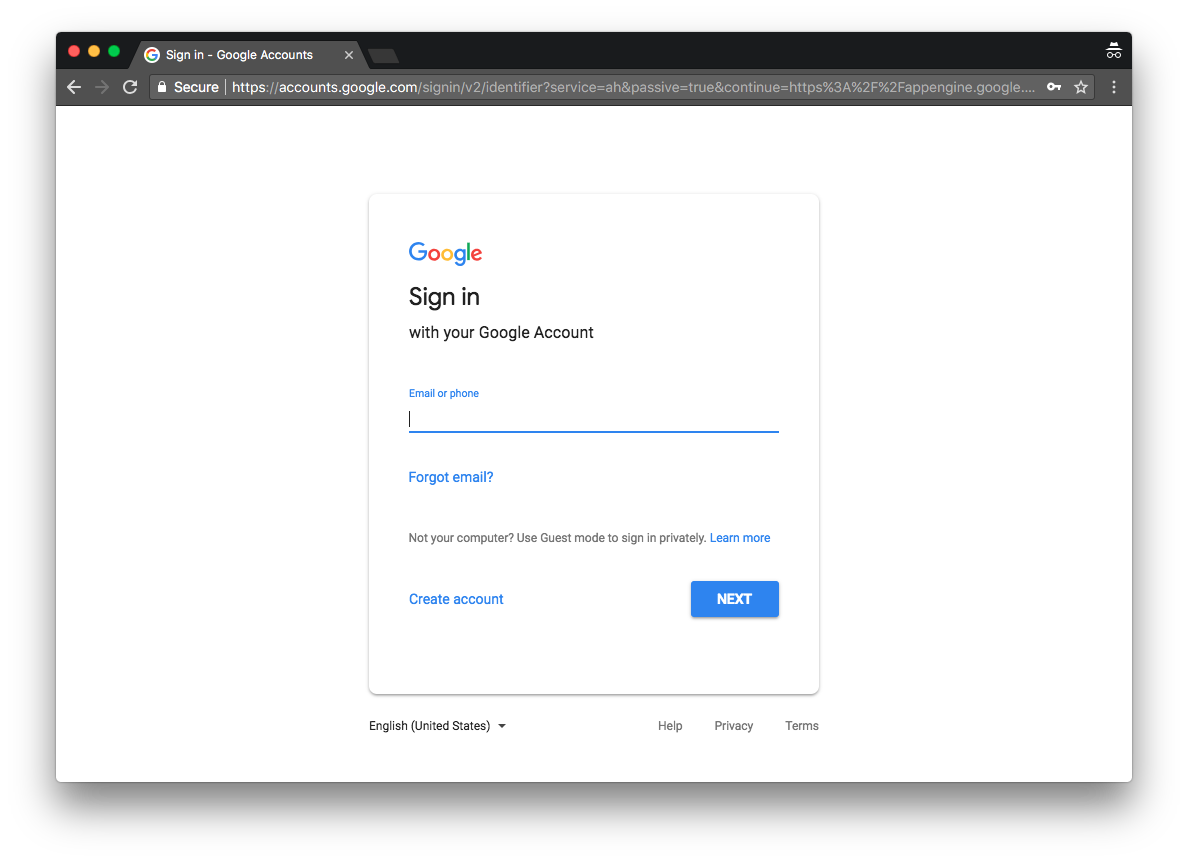 Sign in - Google Accounts
Secure https://accounts.google.com/signin/v2/identifier?service=ah&passive=true&continue=https%3A%2F%2Fappengine.google....
Google
Sign in
with your Google Account
Email or phone
Forgot email?
Not your computer? Use Guest mode to sign in privately. Learn more
Create account NEXT
English (United States) Help Privacy Terms